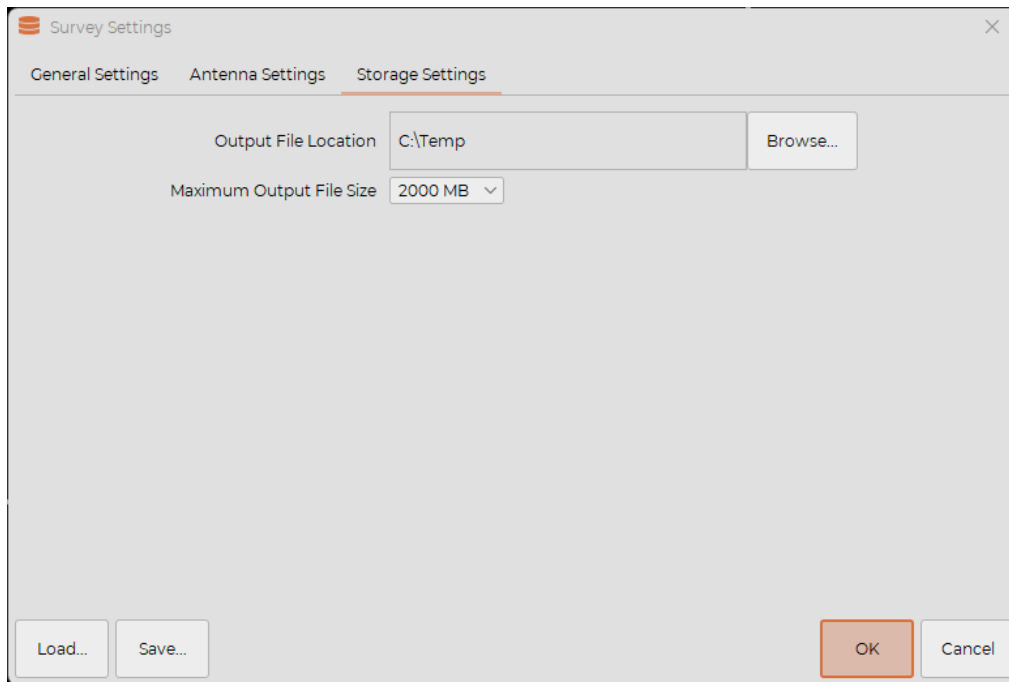 Survey Settings
General Settings Antenna Settings Storage Settings
Output File Location C:\Temp Browse...
Maximum Output File Size 2000 MB
Load... Save... OK Cancel